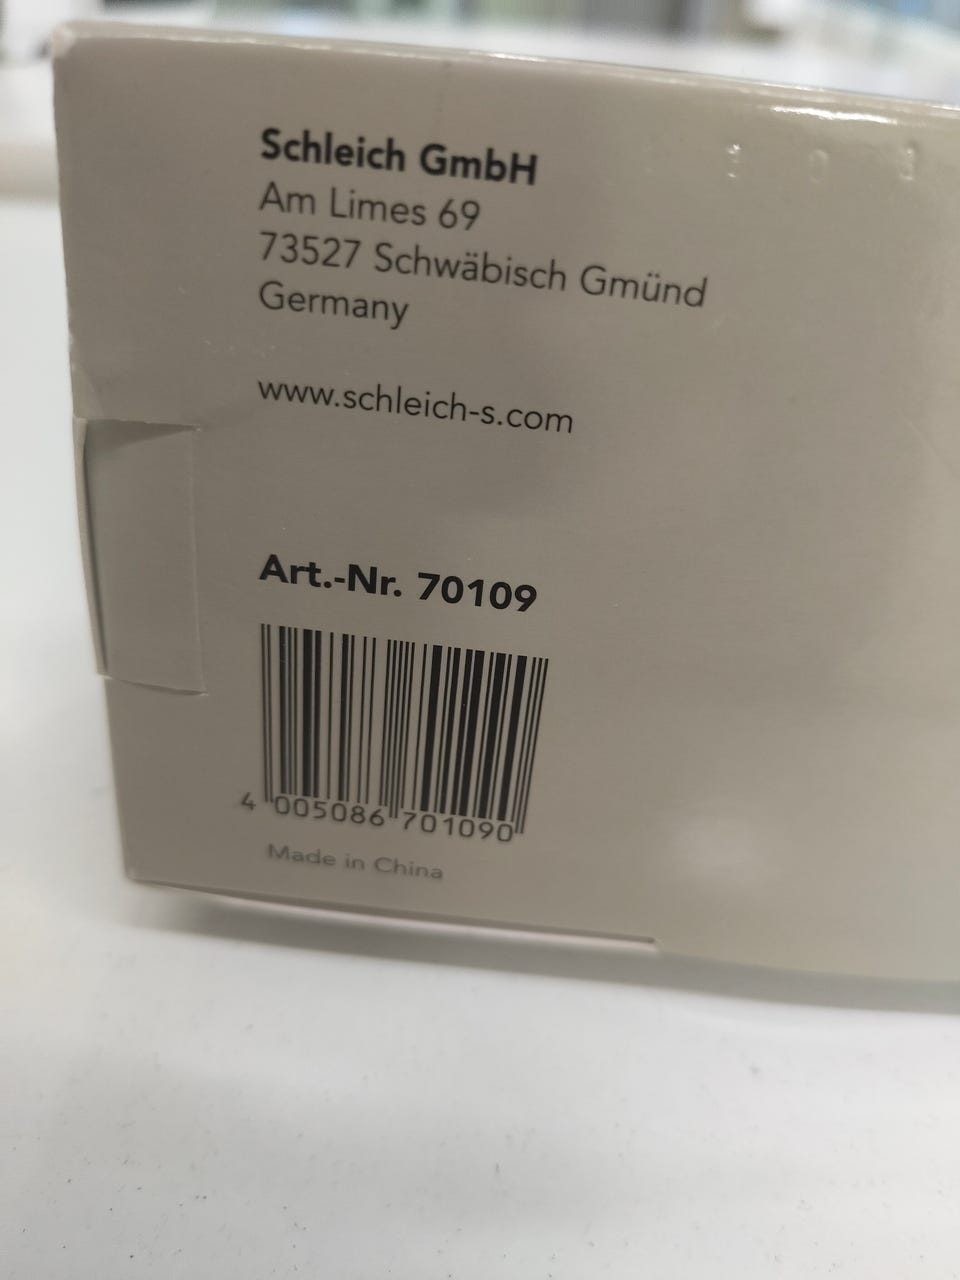 Schleich GmbH
Am Limes 69
73527 Schwäbisch Gmünd
Germany
www.schleich-s.com
Art.-Nr. 70109
4 005086 701090
Made in China